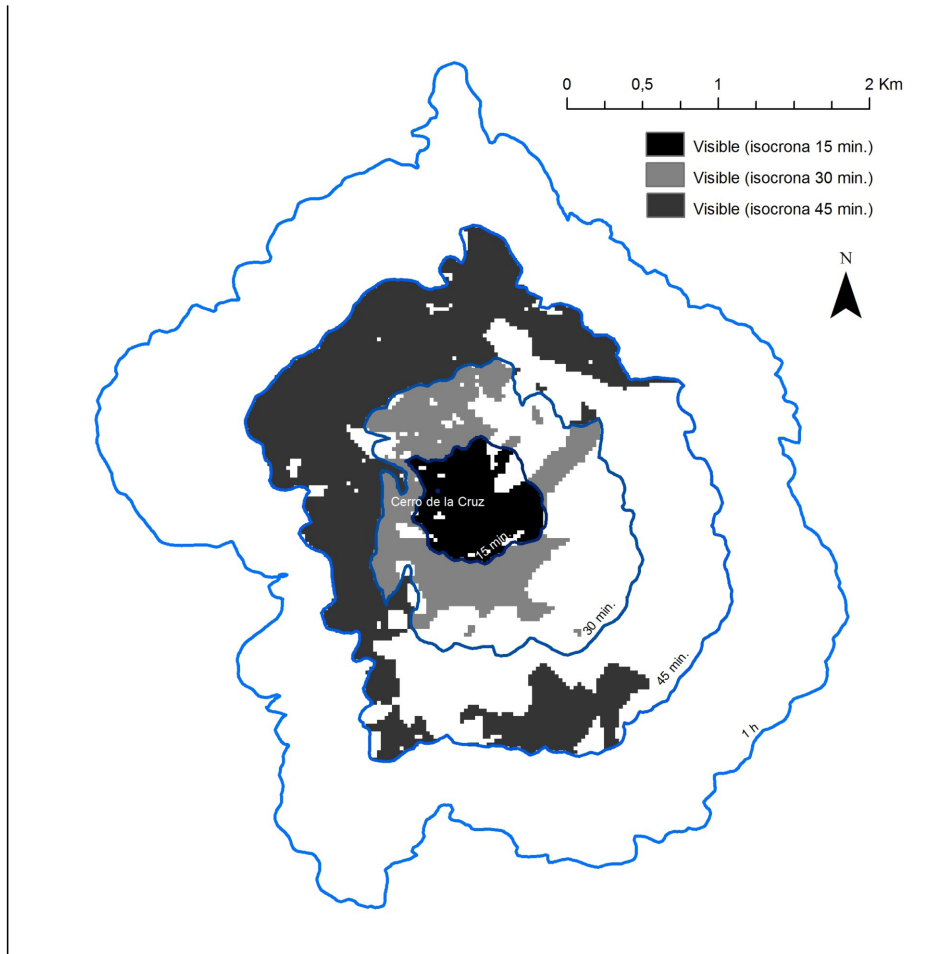 0 0,5 1 2 Km
Visible (isocrona 15 min.)
Visible (isocrona 30 min.)
Visible (isocrona 45 min.)
N
Cerro de la Cruz
15 min.
30 min.
45 min.
1 h